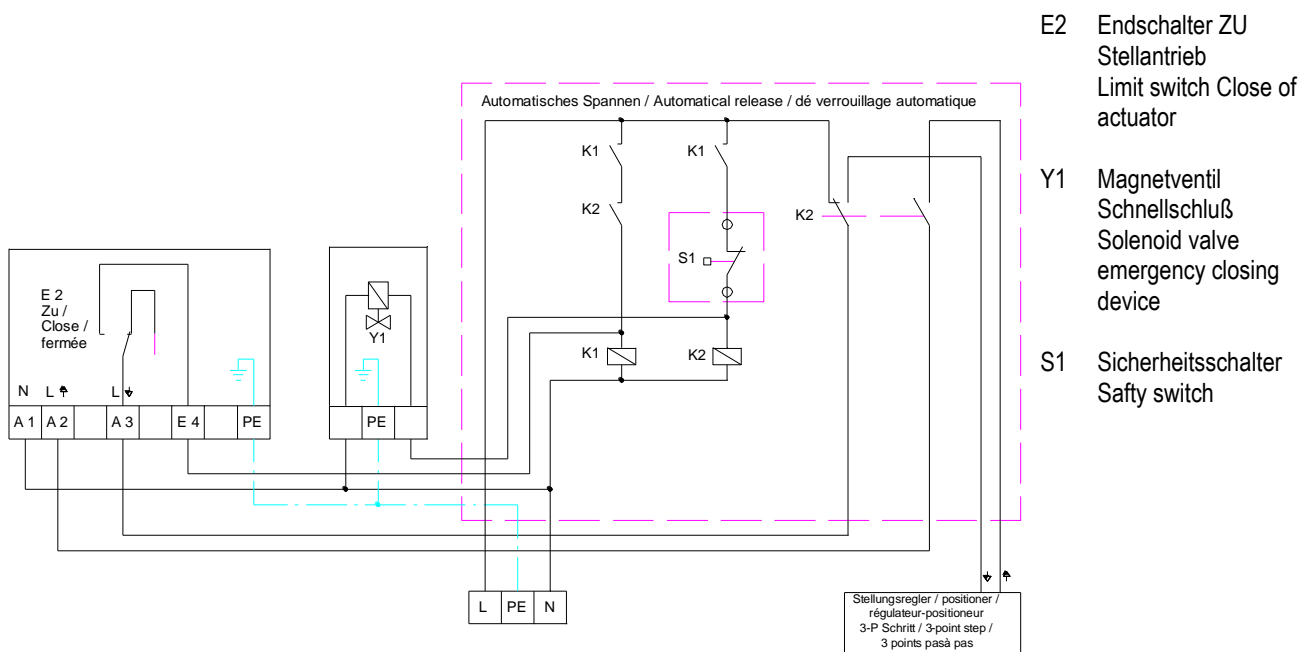 E2 Endschalter ZU
Stellantrieb
Limit switch Close of
actuator
Y1 Magnetventil
Schnellschluß
Solenoid valve
emergency closing
device
S1 Sicherheitsschalter
Safty switch
Automatisches Spannen / Automatical release / dé verrouillage automatique
K1
K1
K2
K2
S1
E 2
Zu /
Close /
fermée
Y1
K1
K2
N L L
A 1 A 2 A 3 E 4 PE
PE
L PE N
Stellungsregler / positioner /
régulateur-positioneur
3-P Schritt / 3-point step /
3 points pasà pas